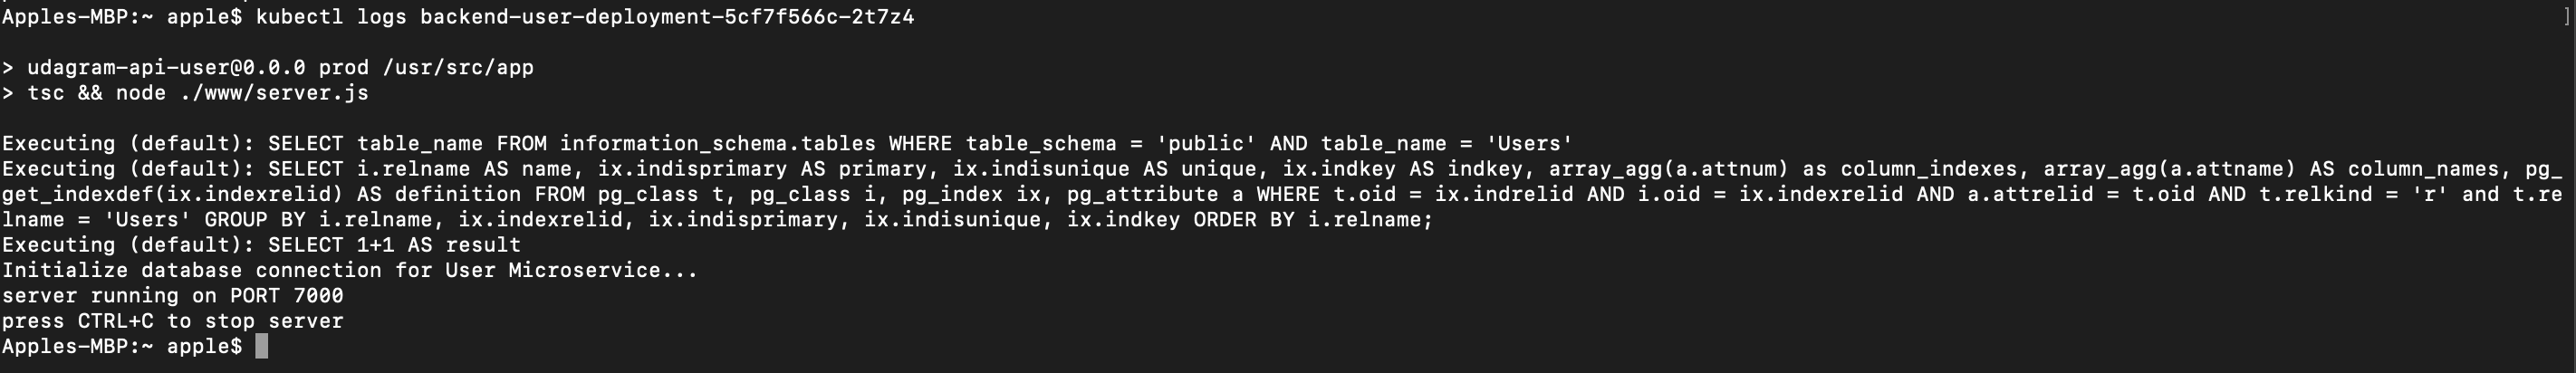 Apples-MBP:~ apple$ kubectl logs backend-user-deployment-5cf7f566c-2t7z4 ]
> udagram-api-user@0.0.0 prod /usr/src/app
> tsc && node ./www/server.js
Executing (default): SELECT table_name FROM information_schema.tables WHERE table_schema = 'public' AND table_name = 'Users'
Executing (default): SELECT i.relname AS name, ix.indisprimary AS primary, ix.indisunique AS unique, ix.indkey AS indkey, array_agg(a.attnum) as column_indexes, array_agg(a.attname) AS column_names, pg_
get_indexdef(ix.indexrelid) AS definition FROM pg_class t, pg_class i, pg_index ix, pg_attribute a WHERE t.oid = ix.indrelid AND i.oid = ix.indexrelid AND a.attrelid = t.oid AND t.relkind = 'r' and t.re
lname = 'Users' GROUP BY i.relname, ix.indexrelid, ix.indisprimary, ix.indisunique, ix.indkey ORDER BY i.relname;
Executing (default): SELECT 1+1 AS result
Initialize database connection for User Microservice...
server running on PORT 7000
press CTRL+C to stop server
Apples-MBP:~ apple$